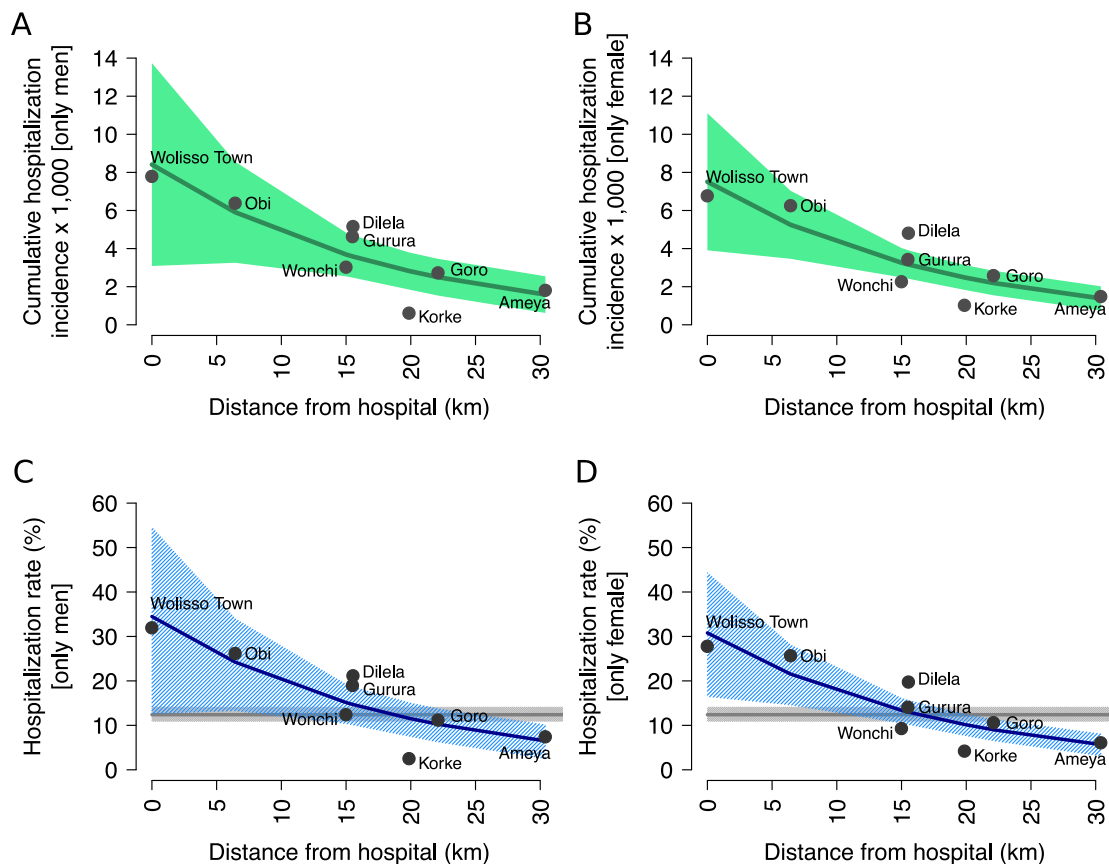 A
Cumulative hospitalization
incidence x 1,000 [only men]
14
12
10
8
6
4
2
0
Wolisso Town
Obi
Dilela
Gurura
Wonchi
Goro
Ameya
Korke
0
5
10
15
20
25
30
Distance from hospital (km)
B
Cumulative hospitalization
incidence x 1,000 [only female]
14
12
10
8
6
4
2
0
Wolisso Town
Obi
Dilela
Gurura
Wonchi
Goro
Korke
Ameya
0
5
10
15
20
25
30
Distance from hospital (km)
C
Hospitalization rate (%)
[only men]
60
50
40
30
20
10
0
Wolisso Town
Obi
Dilela
Gurura
Wonchi
Goro
Ameya
Korke
0
5
10
15
20
25
30
Distance from hospital (km)
D
Hospitalization rate (%)
[only female]
60
50
40
30
20
10
0
Wolisso Town
Obi
Dilela
Gurura
Wonchi
Goro
Korke
Ameya
0
5
10
15
20
25
30
Distance from hospital (km)